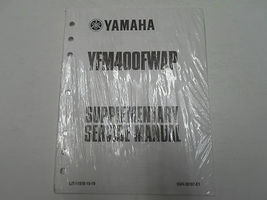 YAMAHA
YFM400FWAP
SUPPLEMENTARY
SERVICE MANUAL